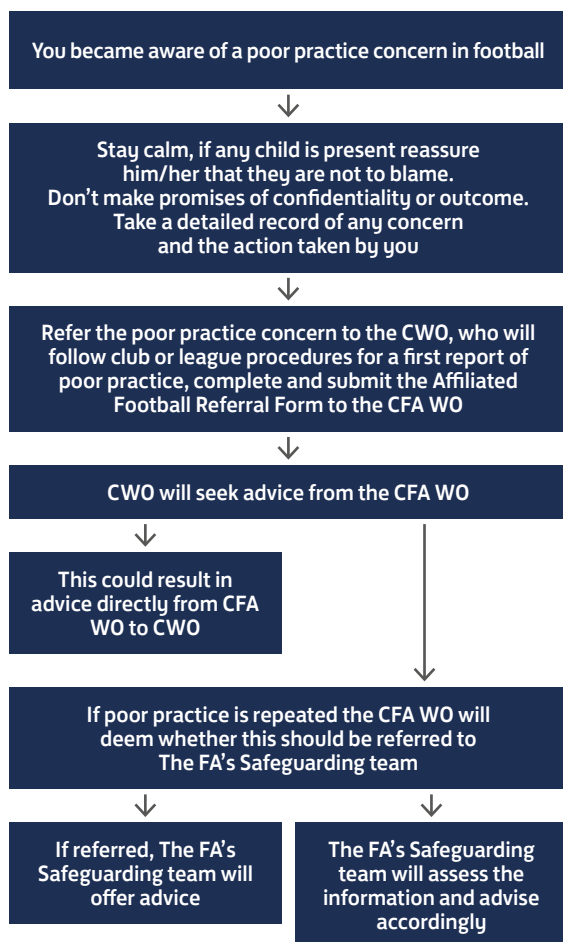 You became aware of a poor practice concern in football
Stay calm, if any child is present reassure
him/her that they are not to blame.
Don’t make promises of confidentiality or outcome.
Take a detailed record of any concern
and the action taken by you
Refer the poor practice concern to the CWO, who will
follow club or league procedures for a first report of
poor practice, complete and submit the Affiliated
Football Referral Form to the CFA WO
CWO will seek advice from the CFA WO
This could result in
advice directly from CFA
WO to CWO
If poor practice is repeated the CFA WO will
deem whether this should be referred to
The FA’s Safeguarding team
If referred, The FA’s
Safeguarding team will
offer advice
The FA’s Safeguarding
team will assess the
information and advise
accordingly